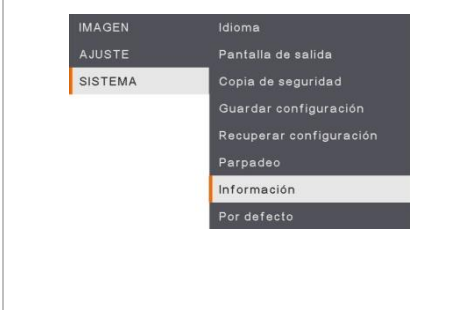 IMAGEN
AJUSTE
SISTEMA
Idioma
Pantalla de salida
Copia de seguridad
Guardar configuración
Recuperar configuración
Parpadeo
Información
Por defecto